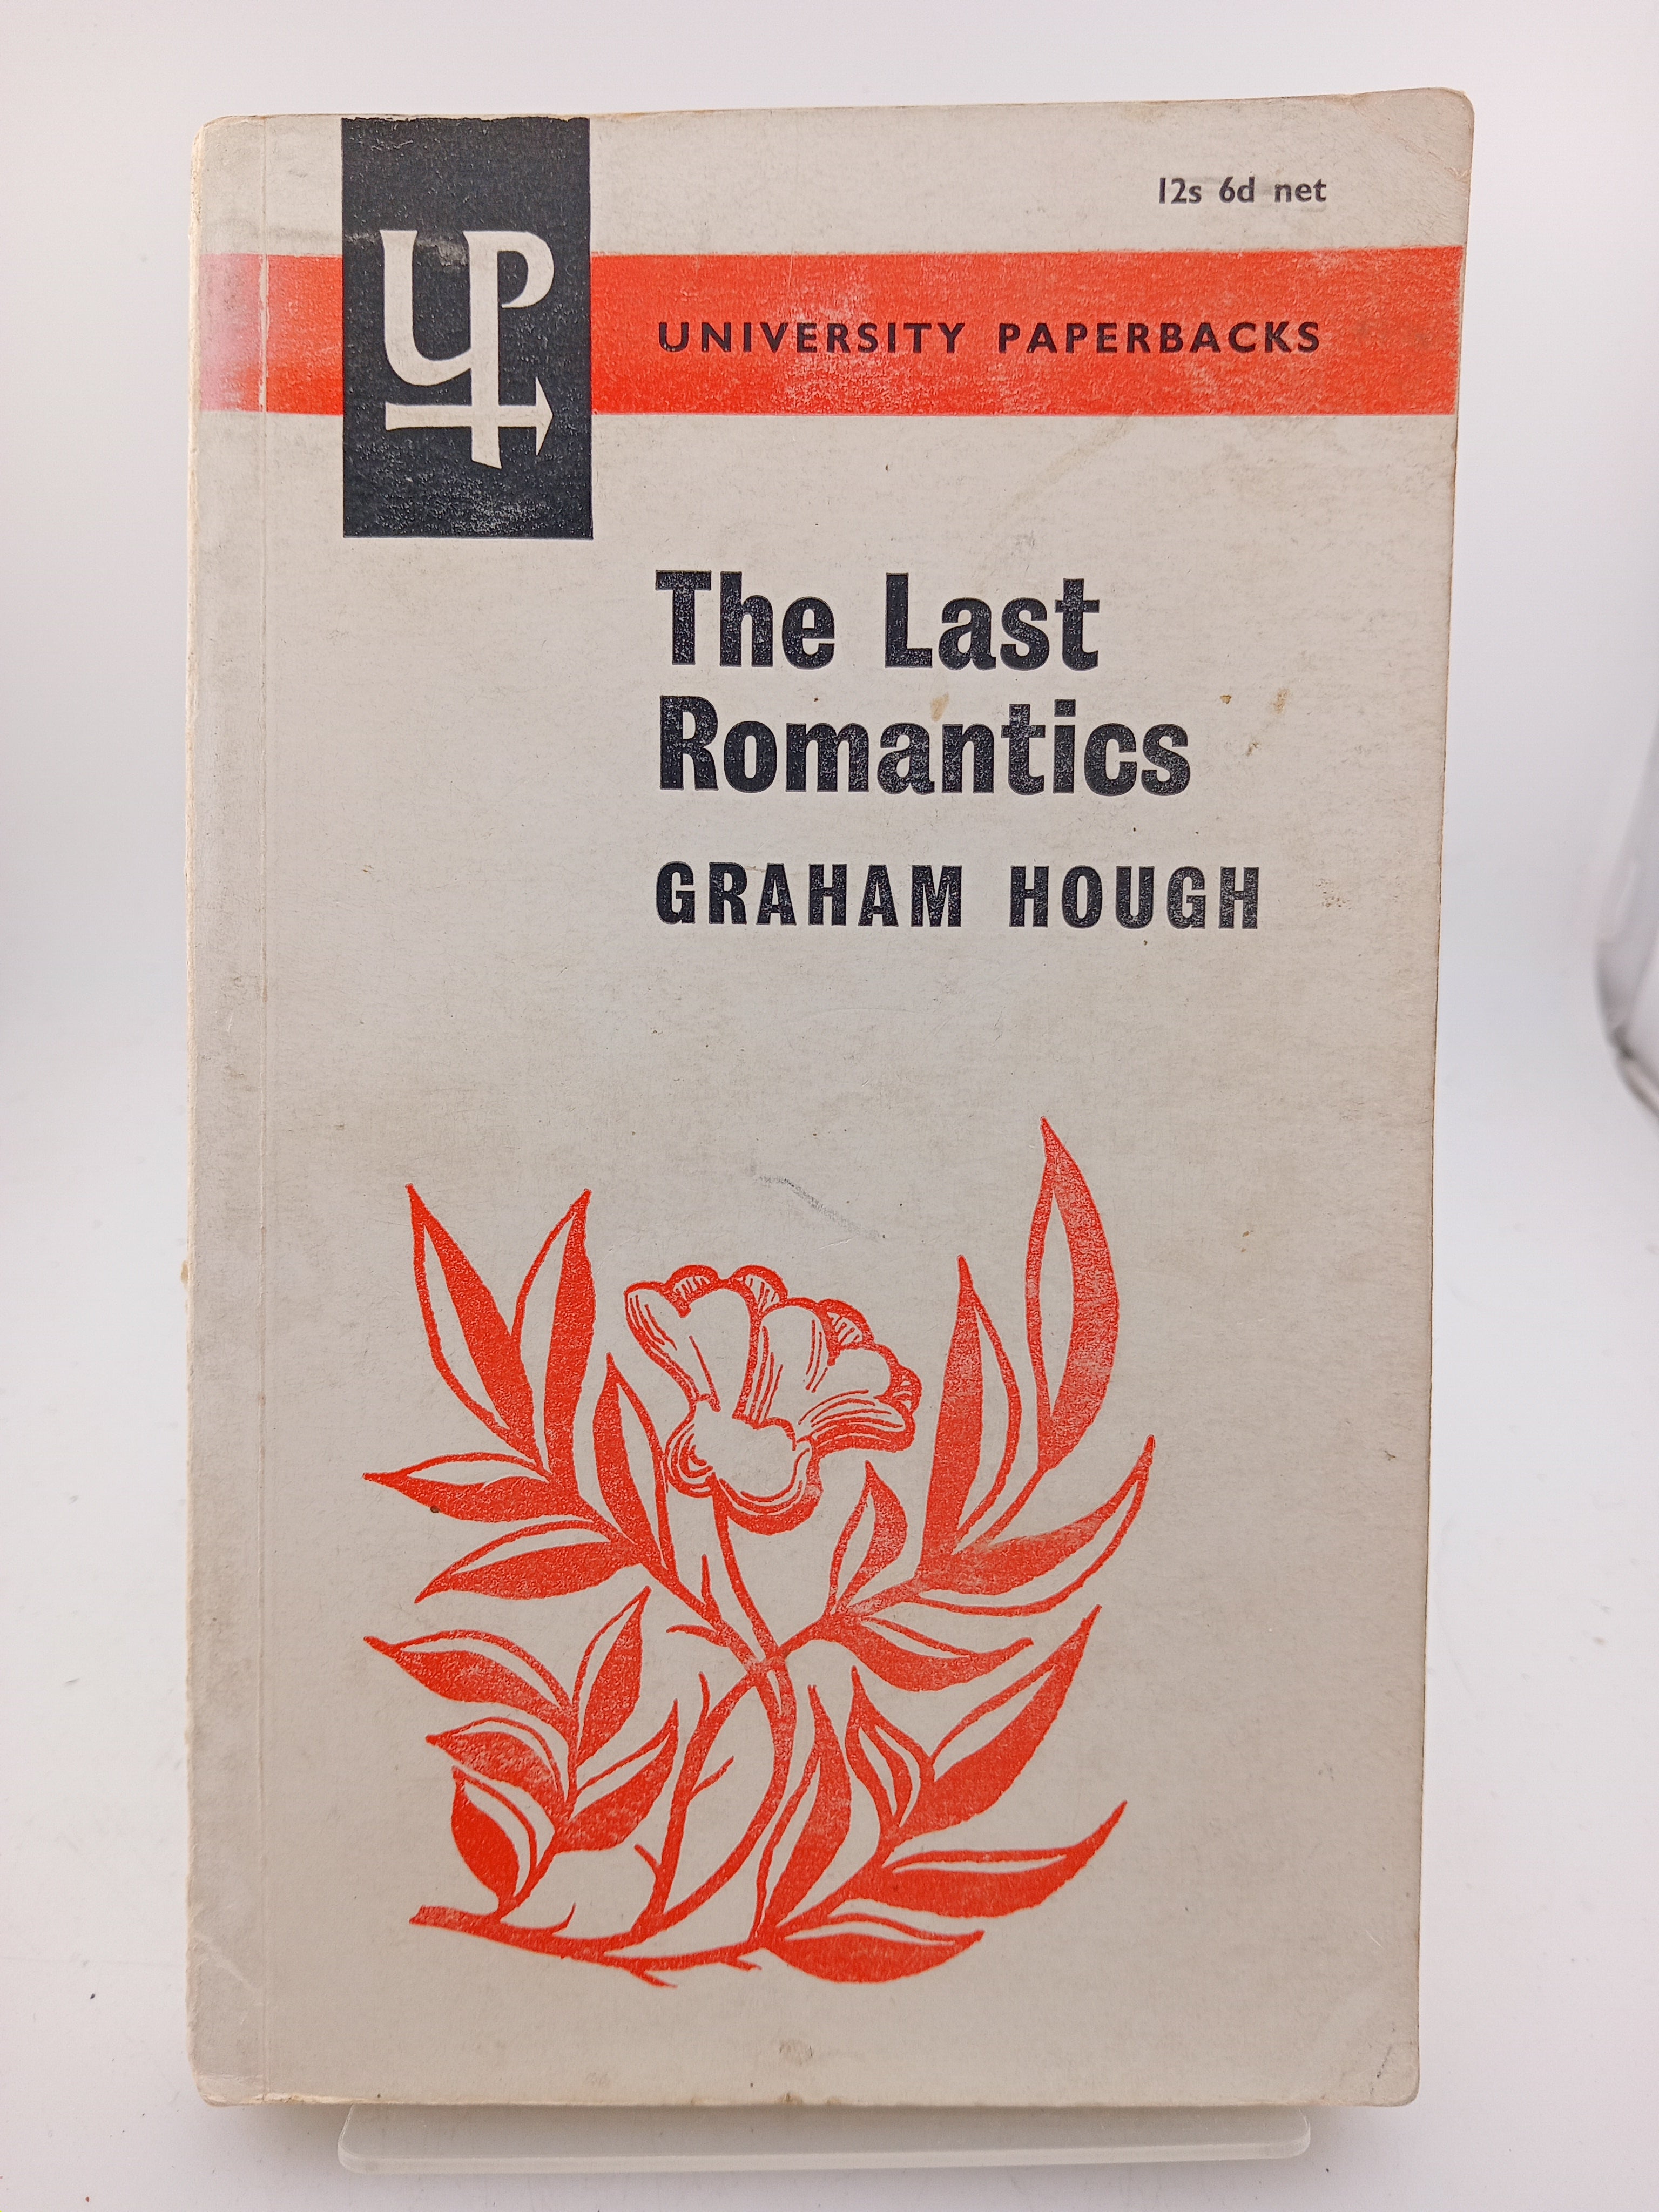 12s 6d net
UP
UNIVERSITY PAPERBACKS
The Last
Romantics
GRAHAM HOUGH